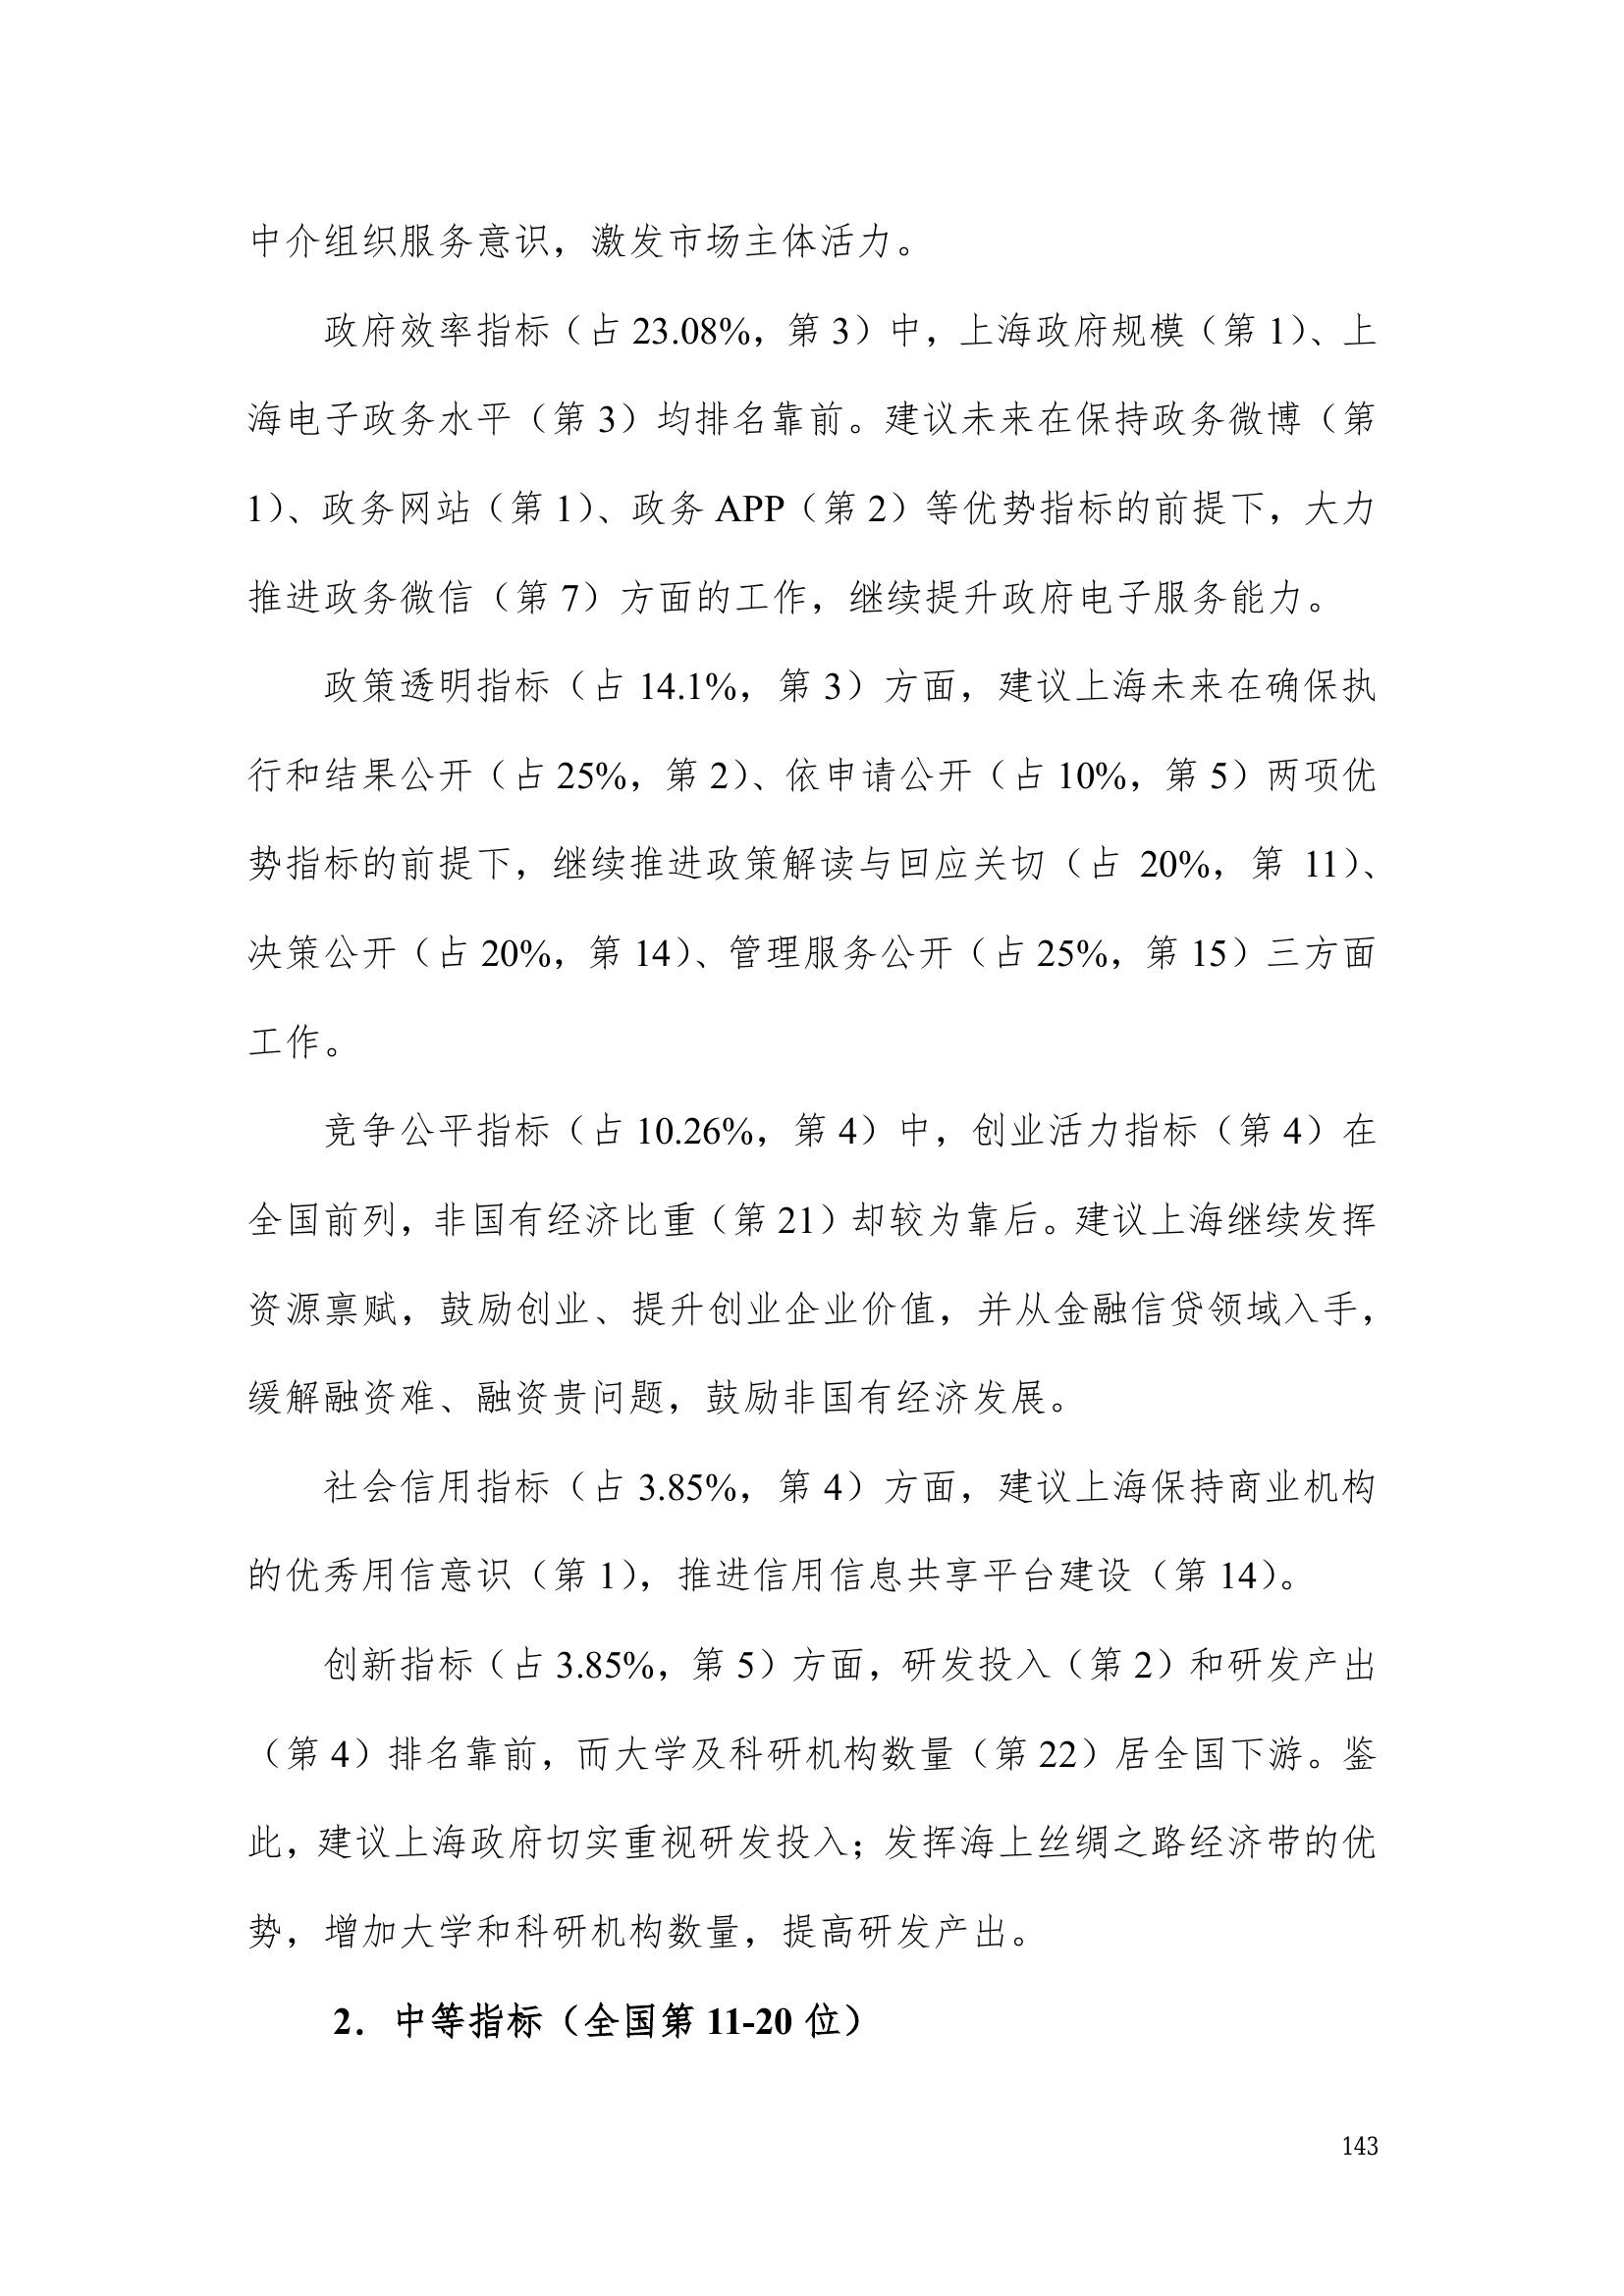 中介组织服务意识，激发市场主体活力。
政府效率指标（占 23.08%，第 3）中，上海政府规模（第 1）、上
海电子政务水平（第 3）均排名靠前。建议未来在保持政务微博（第
1）、政务网站（第 1）、政务 APP（第 2）等优势指标的前提下，大力
推进政务微信（第 7）方面的工作，继续提升政府电子服务能力。
政策透明指标（占 14.1%，第 3）方面，建议上海未来在确保执
行和结果公开（占 25%，第 2）、依申请公开（占 10%，第 5）两项优
势指标的前提下，继续推进政策解读与回应关切（占 20%，第 11）、
决策公开（占 20%，第 14）、管理服务公开（占 25%，第 15）三方面
工作。
竞争公平指标（占 10.26%，第 4）中，创业活力指标（第 4）在
全国前列，非国有经济比重（第 21）却较为靠后。建议上海继续发挥
资源禀赋，鼓励创业、提升创业企业价值，并从金融信贷领域入手，
缓解融资难、融资贵问题，鼓励非国有经济发展。
社会信用指标（占 3.85%，第 4）方面，建议上海保持商业机构
的优秀用信意识（第 1），推进信用信息共享平台建设（第 14）。
创新指标（占 3.85%，第 5）方面，研发投入（第 2）和研发产出
（第 4）排名靠前，而大学及科研机构数量（第 22）居全国下游。鉴
此，建议上海政府切实重视研发投入；发挥海上丝绸之路经济带的优
势，增加大学和科研机构数量，提高研发产出。
2．中等指标（全国第 11-20 位）
143